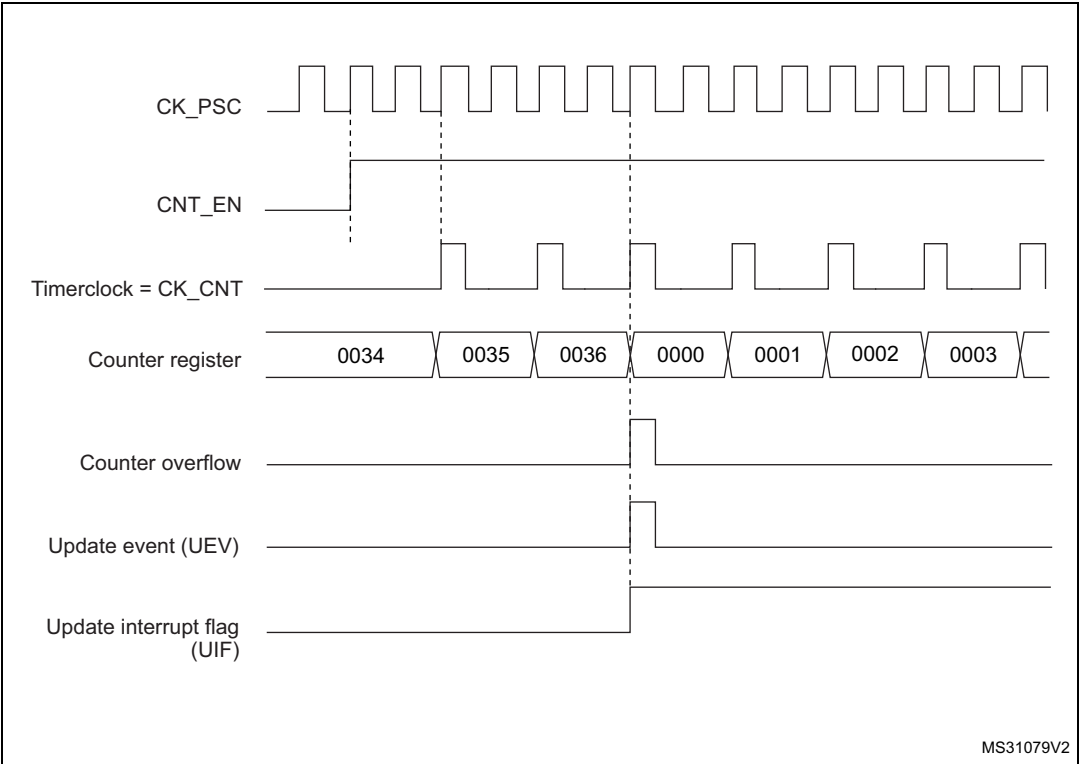 CK_PSC
CNT_EN
Timerclock = CK_CNT
Counter register
0034 0035 0036 0000 0001 0002 0003
Counter overflow
Update event (UEV)
Update interrupt flag
(UIF)
MS31079V2